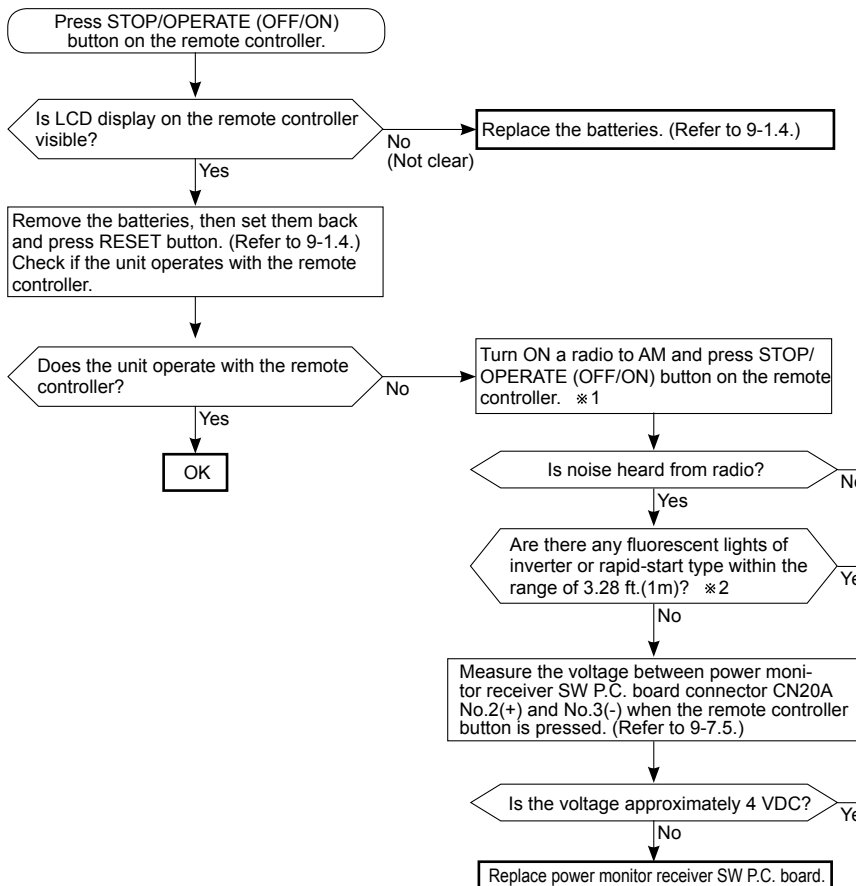 Press STOP/OPERATE (OFF/ON)
button on the remote controller.
Is LCD display on the remote controller
visible?
No
(Not clear)
Replace the batteries. (Refer to 9-1.4.)
Yes
Remove the batteries, then set them back
and press RESET button. (Refer to 9-1.4.)
Check if the unit operates with the remote
controller.
Does the unit operate with the remote
controller?
No
Yes
OK
Turn ON a radio to AM and press STOP/
OPERATE (OFF/ON) button on the remote
controller. ※1
Is noise heard from radio?
No
Yes
Are there any fluorescent lights of
inverter or rapid-start type within the
range of 3.28 ft.(1m)? ※2
No
Measure the voltage between power moni-
tor receiver SW P.C. board connector CN20A
No.2(+) and No.3(-) when the remote controller
button is pressed. (Refer to 9-7.5.)
Is the voltage approximately 4 VDC?
No
Replace power monitor receiver SW P.C. board.